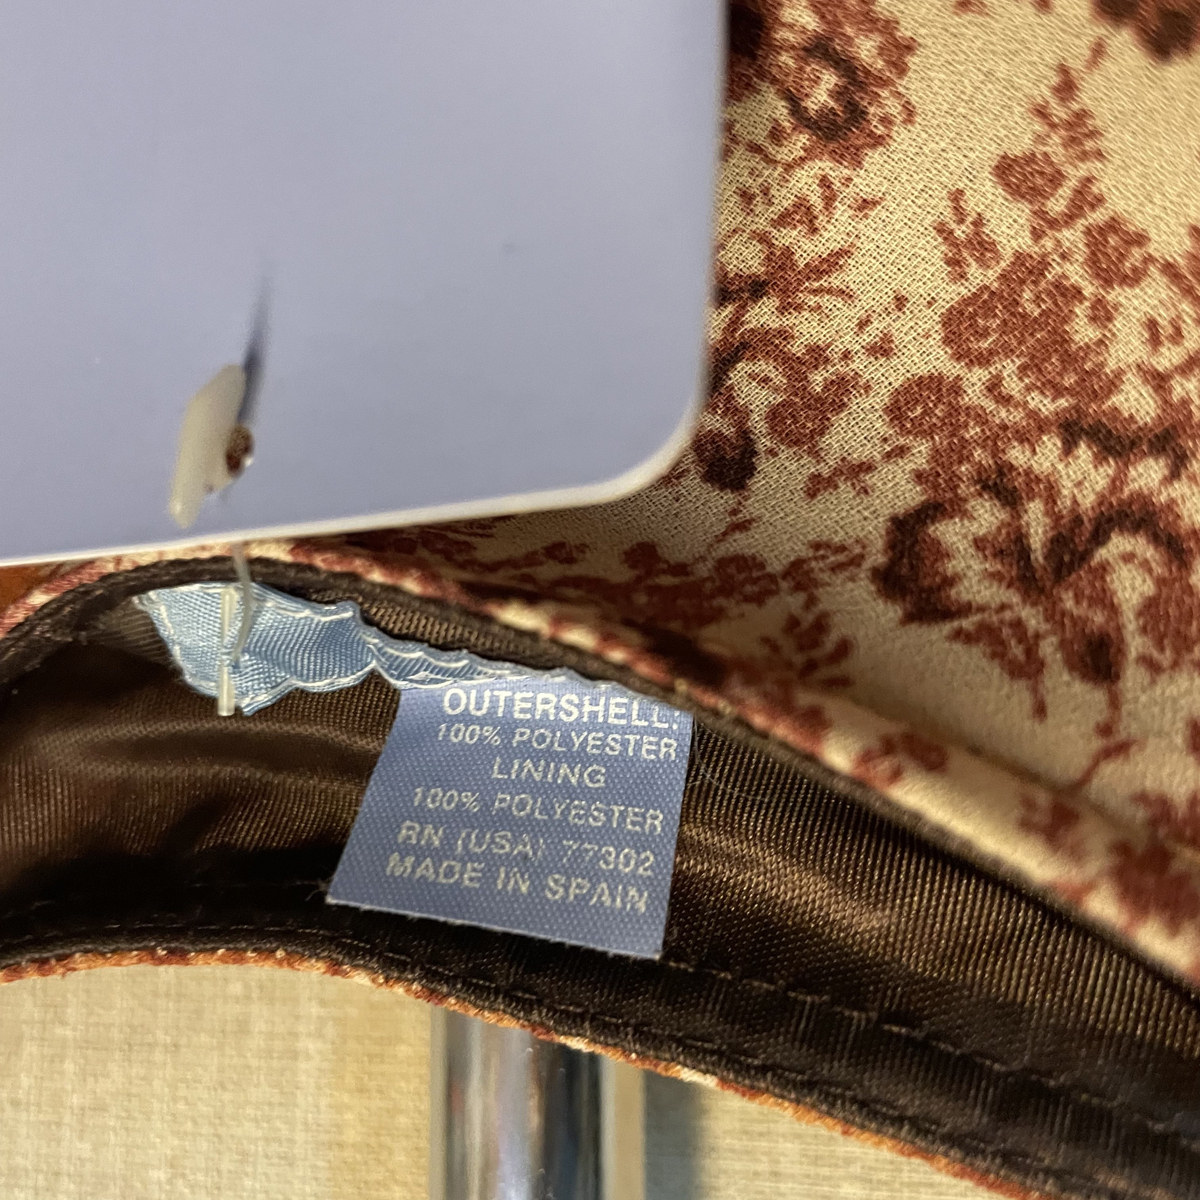 OUTERSHELL:
100% POLYESTER
LINING
100% POLYESTER
RN (USA) 77302
MADE IN SPAIN